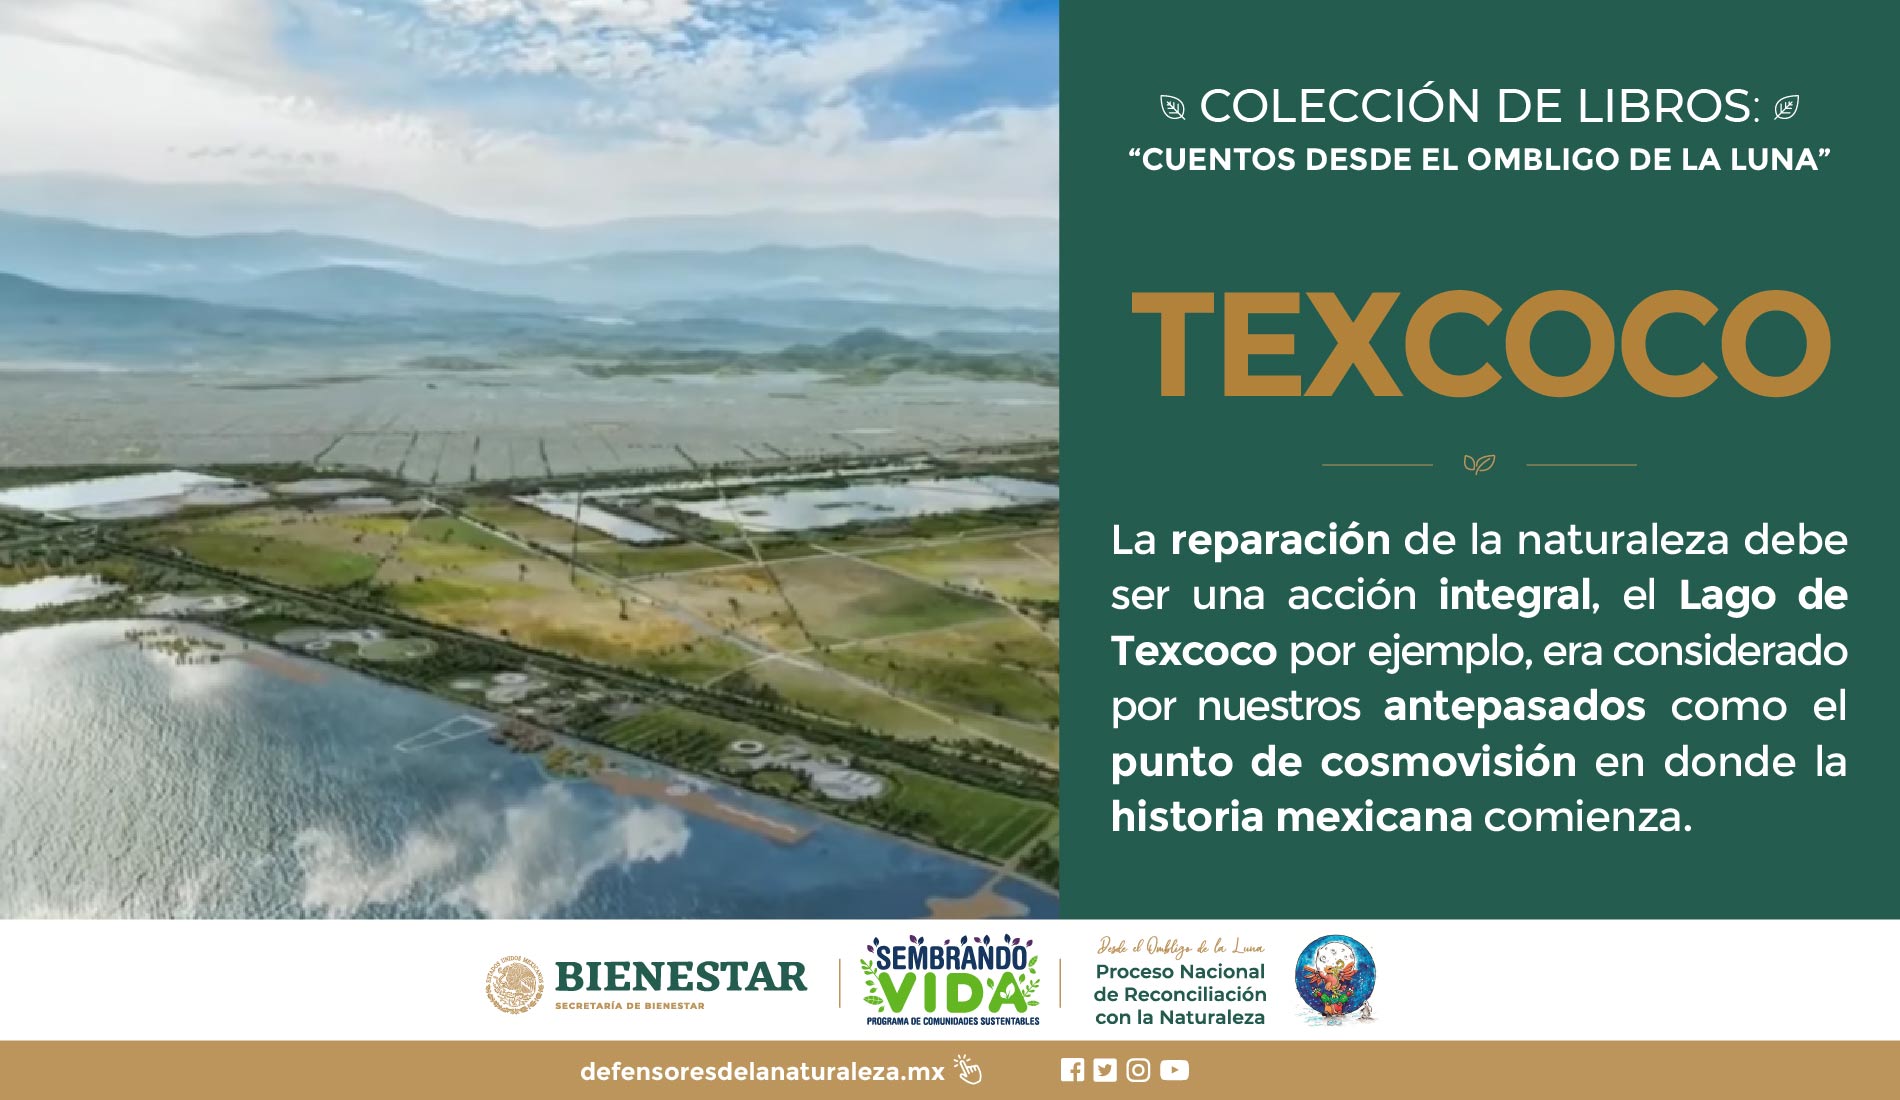 COLECCIÓN DE LIBROS:
“CUENTOS DESDE EL OMBLIGO DE LA LUNA”
TEXCOCO
La reparación de la naturaleza debe
ser una acción integral, el Lago de
Texcoco por ejemplo, era considerado
por nuestros antepasados como el
punto de cosmovisión en donde la
historia mexicana comienza.
ESTADOS UNIDOS MEXICANOS
BIENESTAR
SECRETARÍA DE BIENESTAR
SEMBRANDO
VIDA
PROGRAMA DE COMUNIDADES SUSTENTABLES
Desde el Ombligo de la Luna
Proceso Nacional
de Reconciliación
con la Naturaleza
defensoresdelanaturaleza.mx